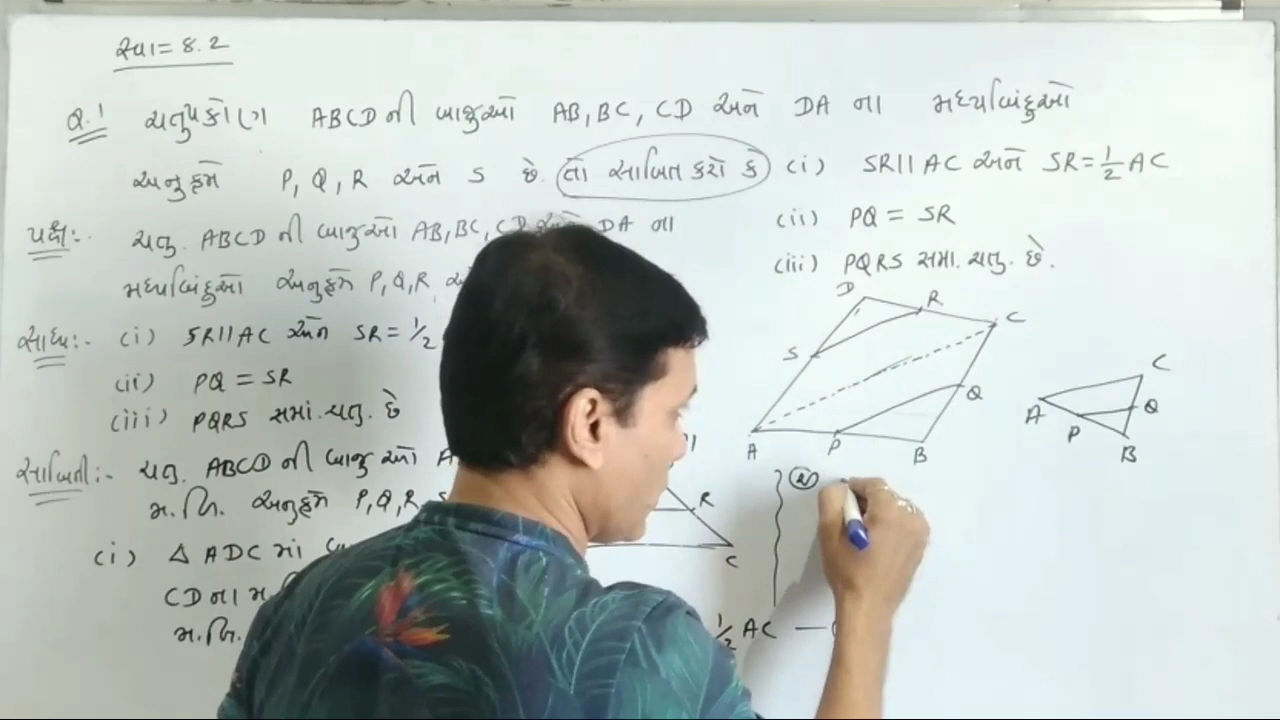 સ્વા = 8.2
Q.1 ચતુષ્કોણ ABCD ની બાજુઓ AB, BC, CD અને DA ના મધ્યબિંદુઓ
અનુક્રમે P, Q, R અને S છે. તો સાબિત કરો કે (i) SR || AC અને SR = 1/2 AC
(ii) PQ = SR
(iii) PQRS સમા. ચતુ. છે.
પક્ષ :- ચતુ. ABCD ની બાજુઓ AB, BC, CD અને DA ના
મધ્યબિંદુઓ અનુક્રમે P, Q, R
સાધ્ય :- (i) SR || AC અને SR = 1/2
(ii) PQ = SR
(iii) PQRS સમાં. ચતુ. છે
સાબિતી :- ચતુ. ABCD ની બાજુઓ A
મ. બિ. અનુક્રમે P, Q, R, S
(i) △ ADC માં
CD ના મ.
મ. બિ. 1/2 AC —
D R C
S Q
A P B
C
A Q
P B
R
C
(2)